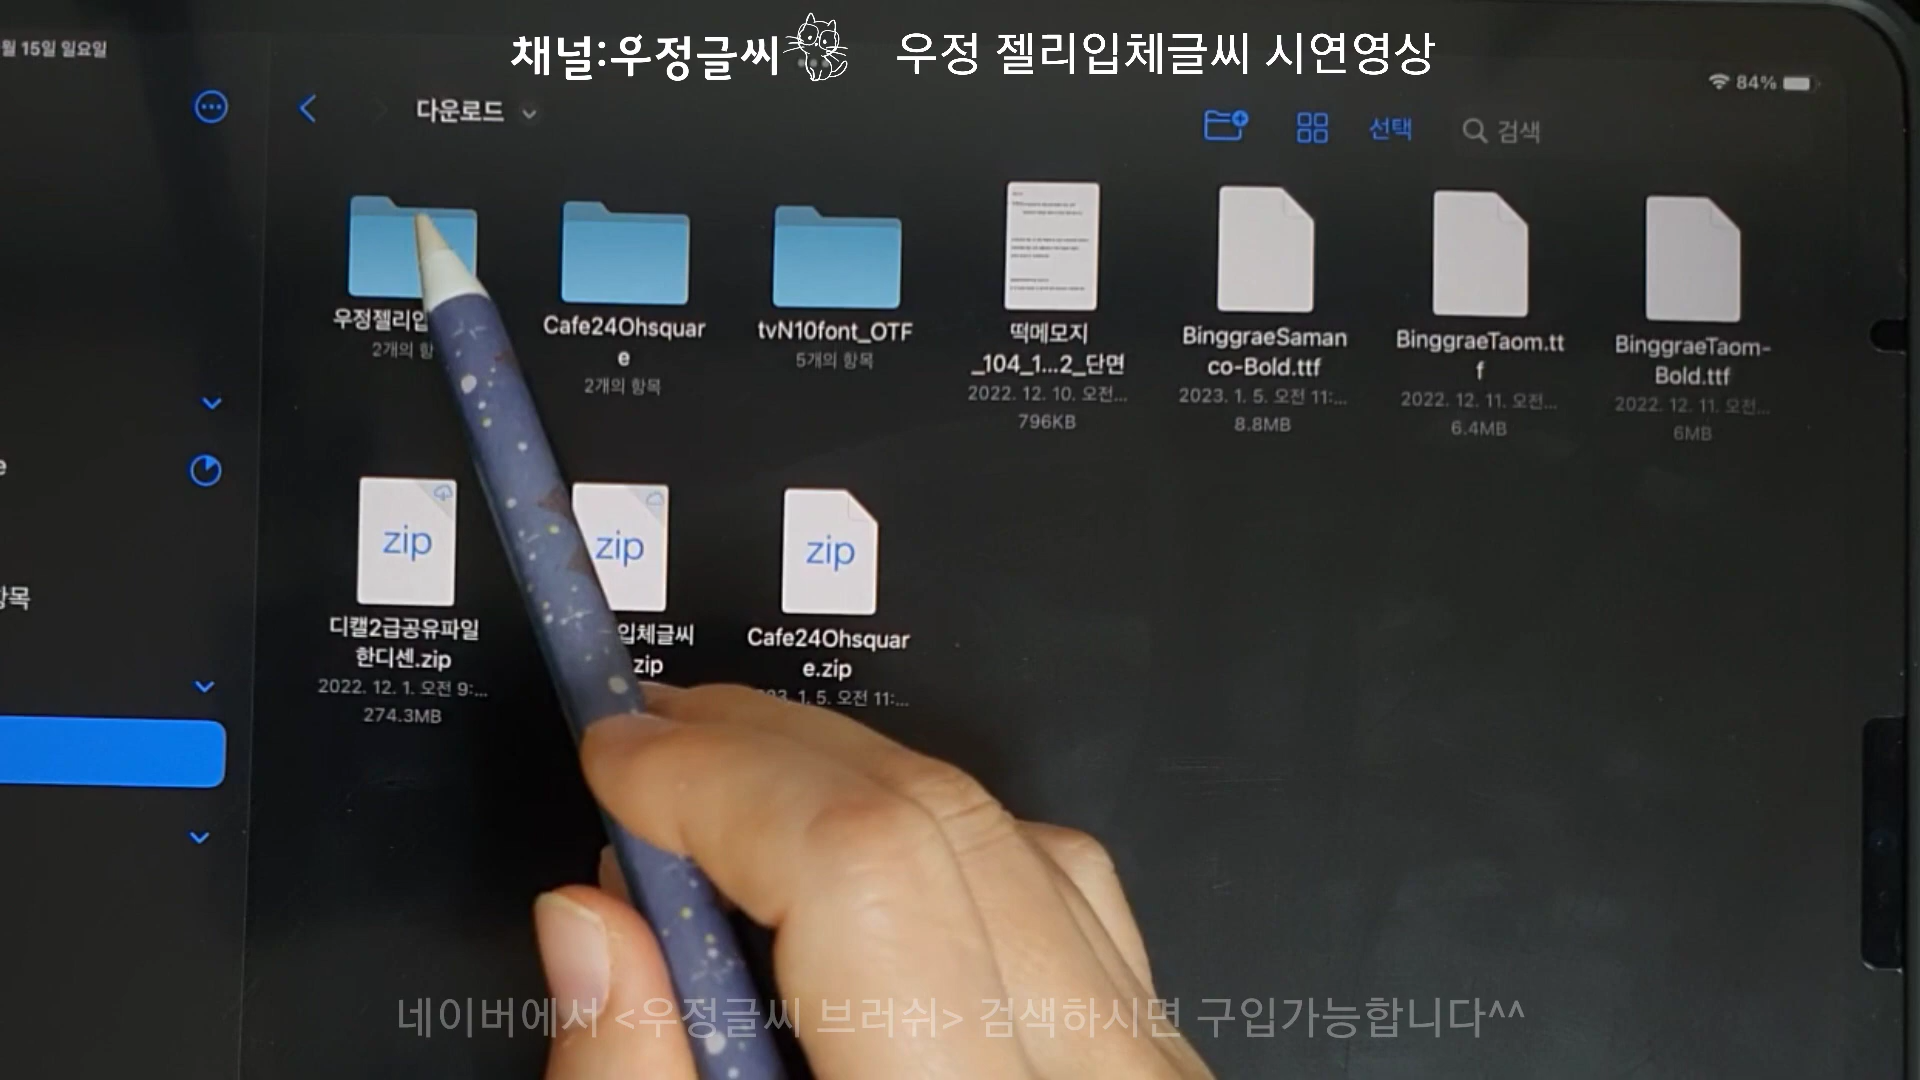 채널:우정글씨 우정 젤리입체글씨 시연영상
월 15일 일요일
84%
다운로드
선택
검색
우정젤리입
2개의 항
Cafe24Ohsquar
e
2개의 항목
tvN10font_OTF
5개의 항목
떡메모지
_104_1...2_단면
2022. 12. 10. 오전...
796KB
BinggraeSaman
co-Bold.ttf
2023. 1. 5. 오전 11:...
8.8MB
BinggraeTaom.tt
f
2022. 12. 11. 오전...
6.4MB
BinggraeTaom-
Bold.ttf
2022. 12. 11. 오전...
6MB
e
항목
zip
디캘2급공유파일
한디센.zip
2022. 12. 1. 오전 9:...
274.3MB
zip
입체글씨
zip
zip
Cafe24Ohsquar
e.zip
23. 1. 5. 오전 11:...
네이버에서 <우정글씨 브러쉬> 검색하시면 구입가능합니다^^